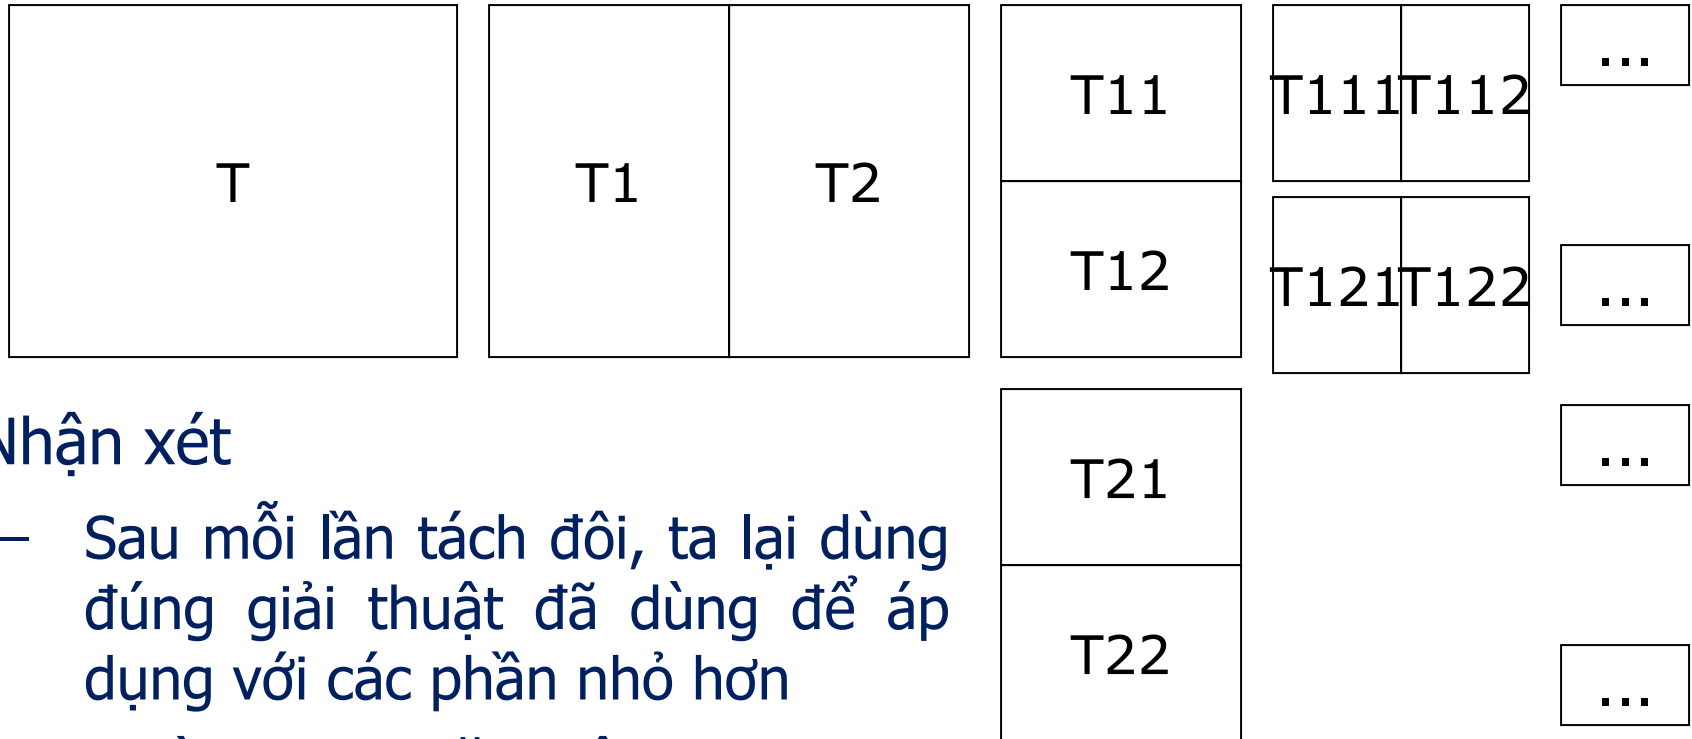 T
T1 T2
T11
T12
T111 T112
T121 T122
...
...
T21
T22
...
...
Nhận xét
– Sau mỗi lần tách đôi, ta lại dùng
đúng giải thuật đã dùng để áp
dụng với các phần nhỏ hơn